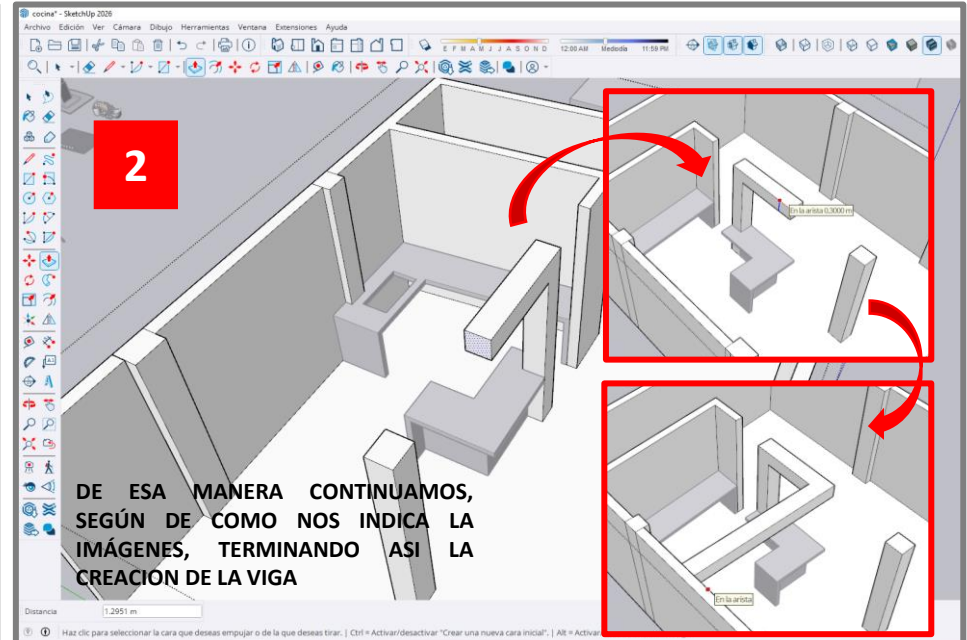 cocina* - SketchUp 2026
Archivo Edición Ver Cámara Dibujo Herramientas Ventana Extensiones Ayuda
E F M A M J J A S O N D 12:00 AM Mediodía 11:59 PM
2
En la arista 0,3000 m
DE ESA MANERA CONTINUAMOS,
SEGÚN DE COMO NOS INDICA LA
IMÁGENES, TERMINANDO ASI LA
CREACION DE LA VIGA
En la arista
Distancia 1.2951 m
Haz clic para seleccionar la cara que deseas empujar o de la que deseas tirar. | Ctrl = Activar/desactivar "Crear una nueva cara inicial". | Alt = Activar